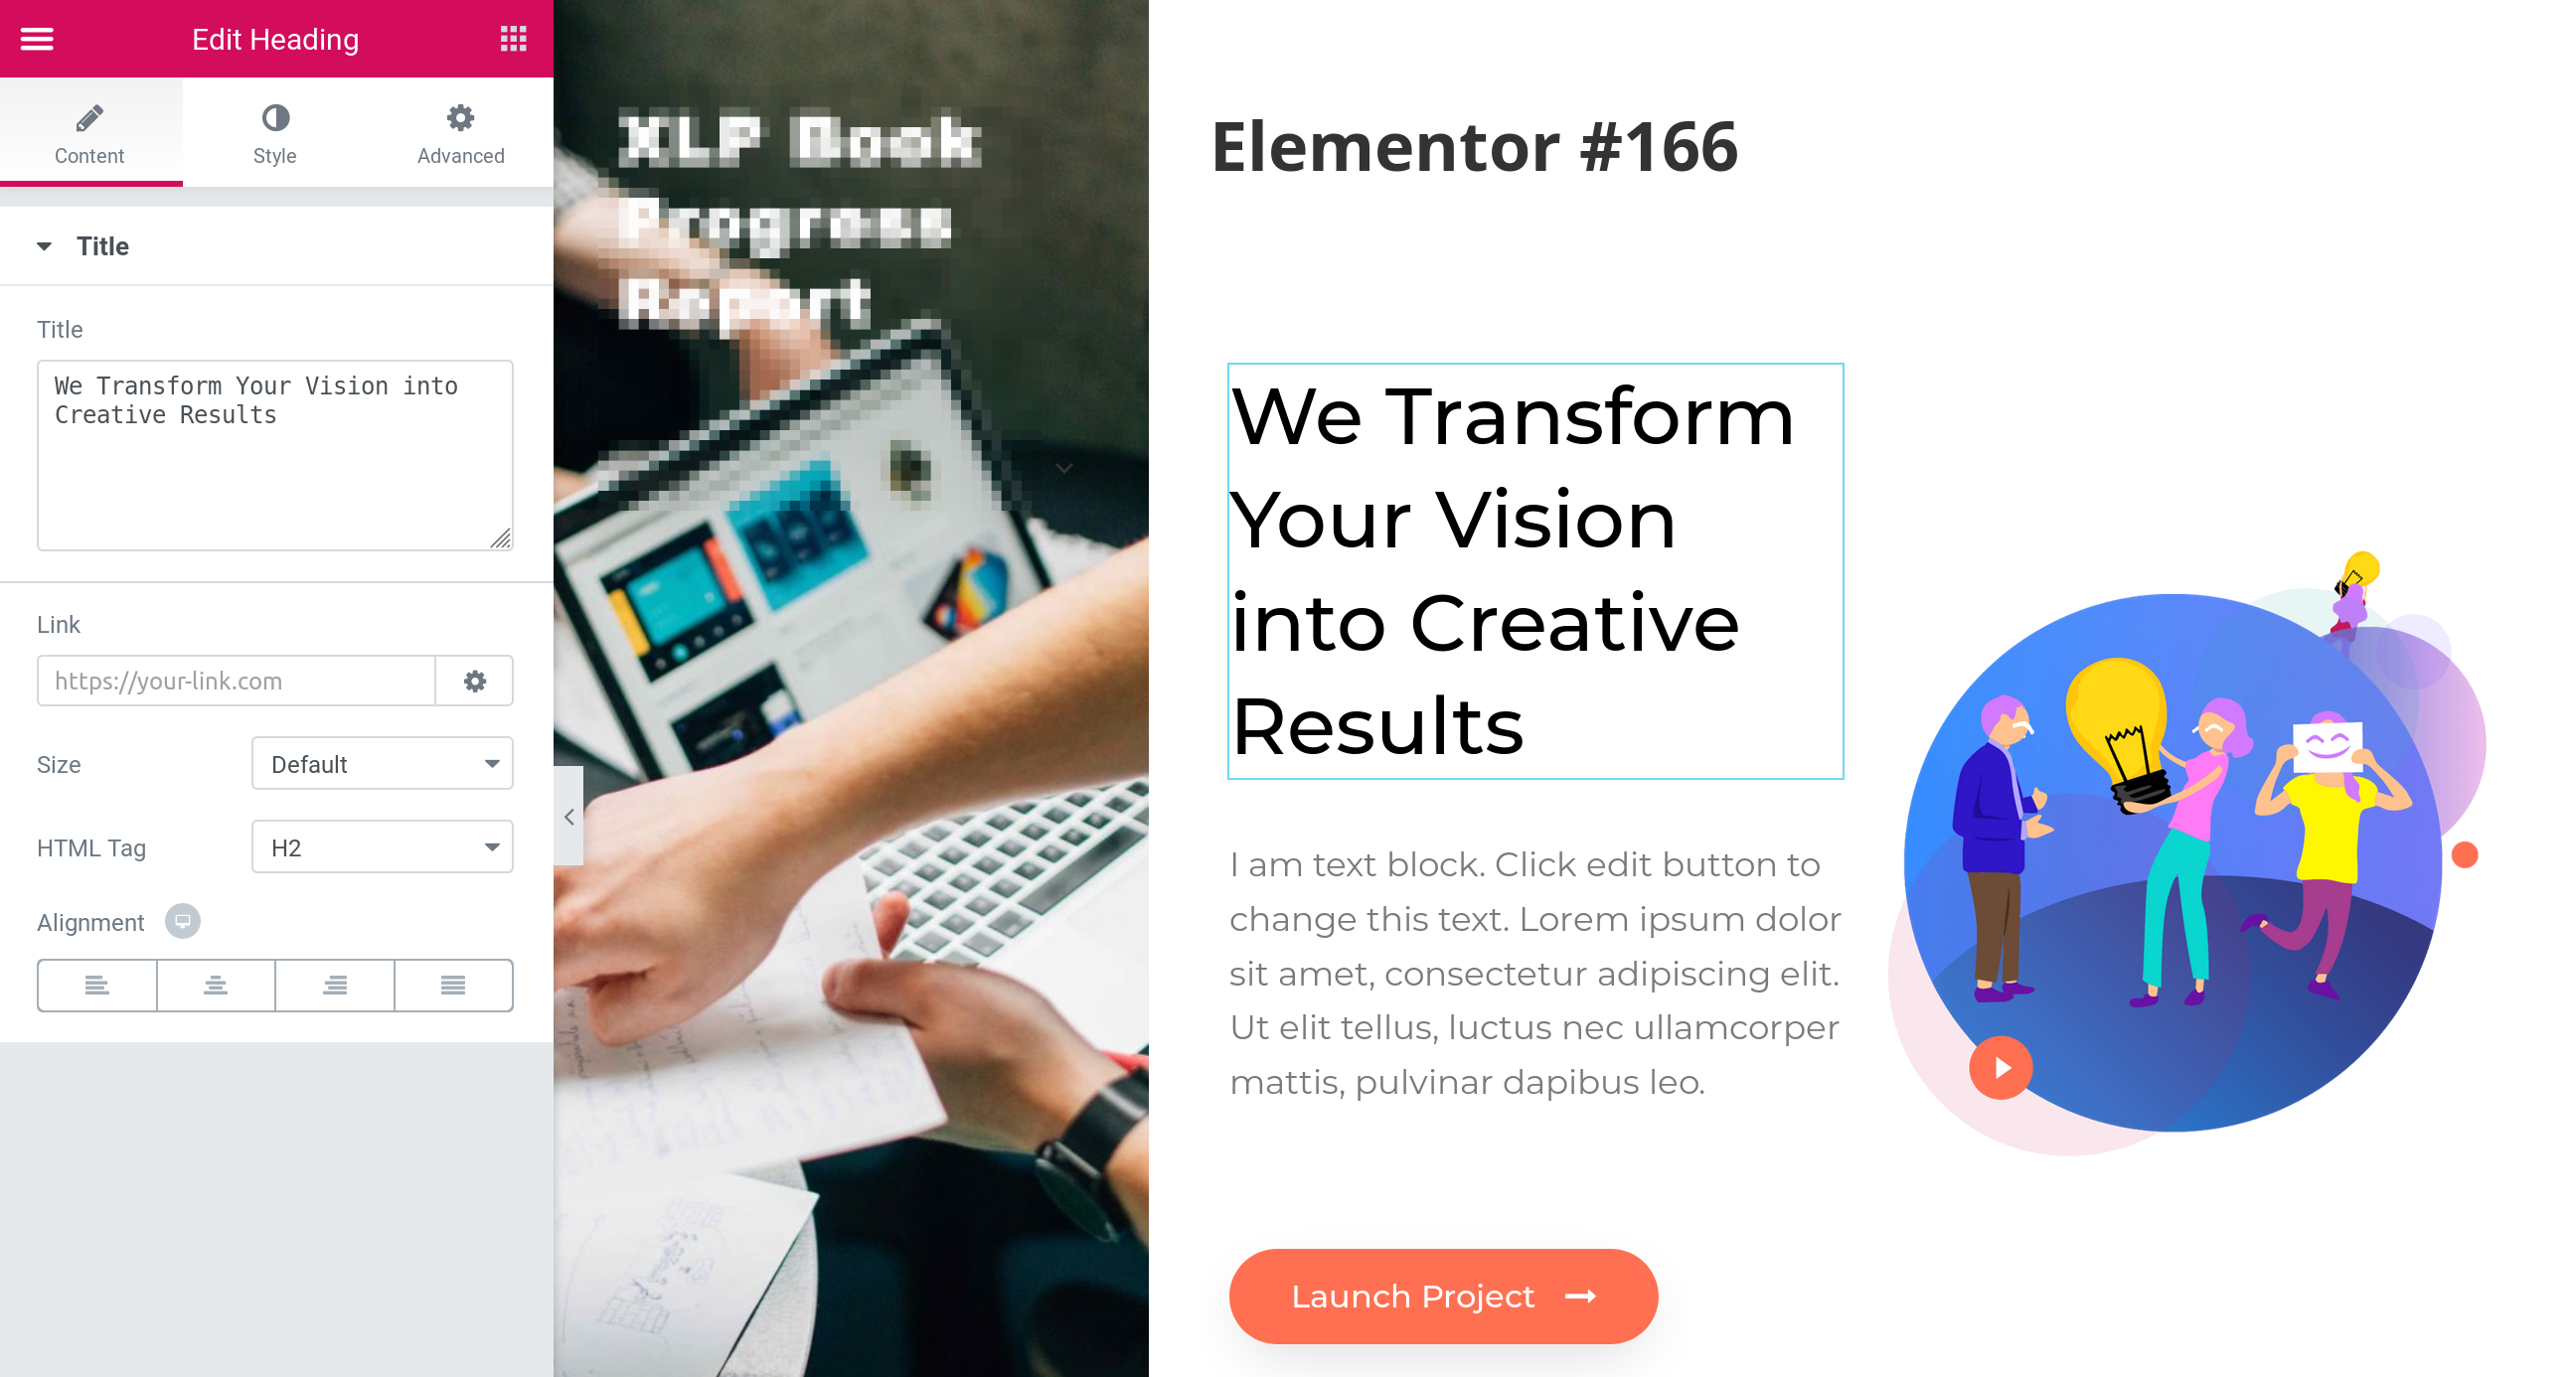 Edit Heading
Content
Style
Advanced
Title
Title
We Transform Your Vision into
Creative Results
Link
https://your-link.com
Size
Default
HTML Tag
H2
Alignment
XLP Book
Progress
Report
Elementor #166
We Transform
Your Vision
into Creative
Results
I am text block. Click edit button to
change this text. Lorem ipsum dolor
sit amet, consectetur adipiscing elit.
Ut elit tellus, luctus nec ullamcorper
mattis, pulvinar dapibus leo.
Launch Project